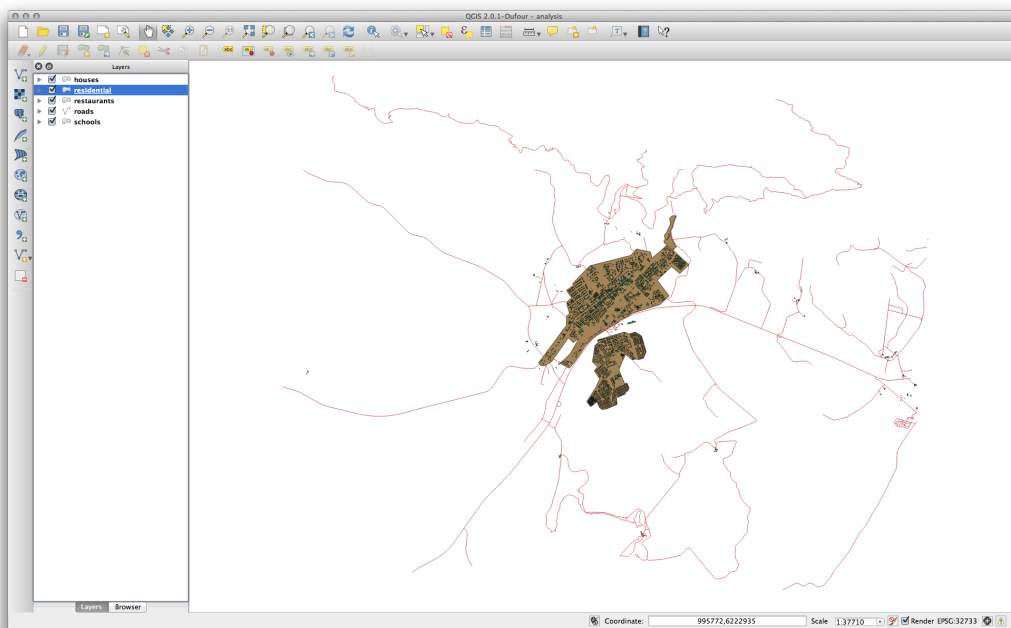 QGIS 2.0.1-Dufour - analysis
Layers
houses
residential
restaurants
roads
schools
Layers Browser
Coordinate: 995772,6222935 Scale 1:37710 Render EPSG:32733